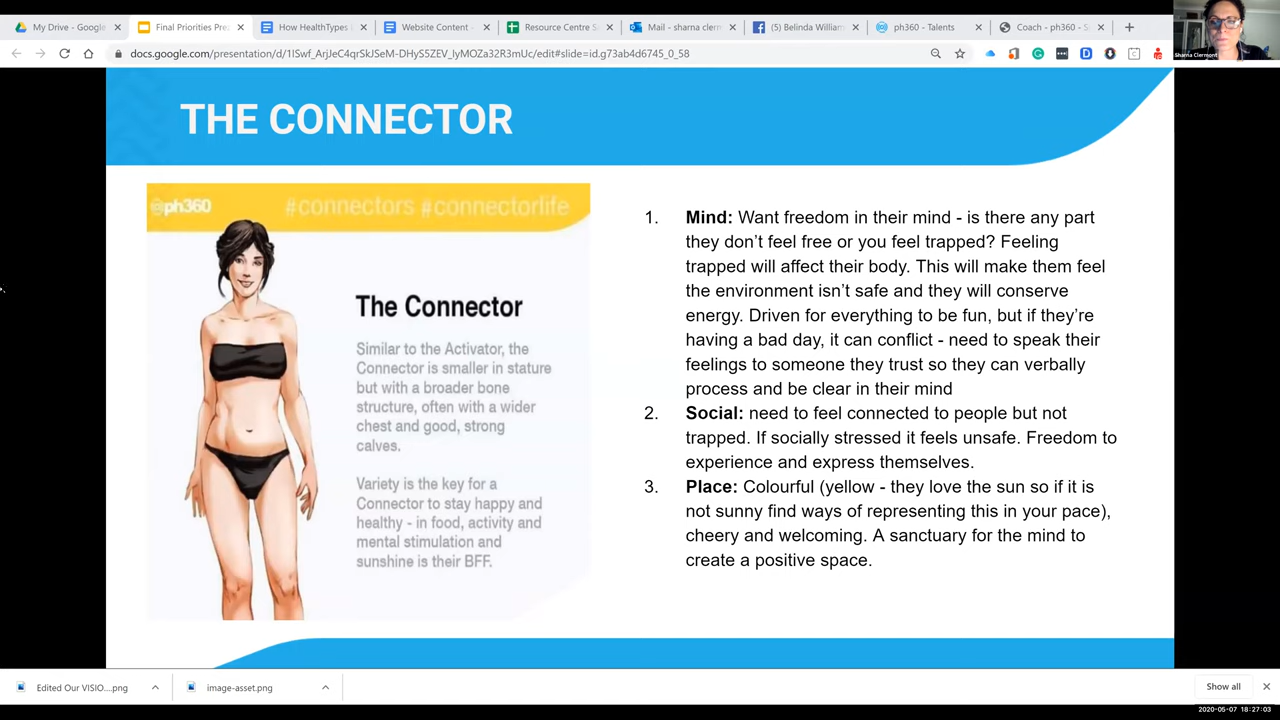 My Drive - Google
Final Priorities Pre
How HealthTypes
Website Content -
Resource Centre S
Mail - sharna clerm
(5) Belinda William
ph360 - Talents
Coach - ph360 - S
docs.google.com/presentation/d/1ISwf_ArjJeC4qrSkJSeM-DHyS5ZEV_lyMOZa32R3mUc/edit#slide=id.g73ab4d6745_0_58
Sharna Clermont
THE CONNECTOR
@ph360 #connectors #connectorlife
The Connector
Similar to the Activator, the
Connector is smaller in stature
but with a broader bone
structure, often with a wider
chest and good, strong
calves.
Variety is the key for a
Connector to stay happy and
healthy - in food, activity and
mental stimulation and
sunshine is their BFF.
1. Mind: Want freedom in their mind - is there any part
they don’t feel free or you feel trapped? Feeling
trapped will affect their body. This will make them feel
the environment isn’t safe and they will conserve
energy. Driven for everything to be fun, but if they’re
having a bad day, it can conflict - need to speak their
feelings to someone they trust so they can verbally
process and be clear in their mind
2. Social: need to feel connected to people but not
trapped. If socially stressed it feels unsafe. Freedom to
experience and express themselves.
3. Place: Colourful (yellow - they love the sun so if it is
not sunny find ways of representing this in your pace),
cheery and welcoming. A sanctuary for the mind to
create a positive space.
Edited Our VISIO....png
image-asset.png
Show all
2020-05-07 18:27:03